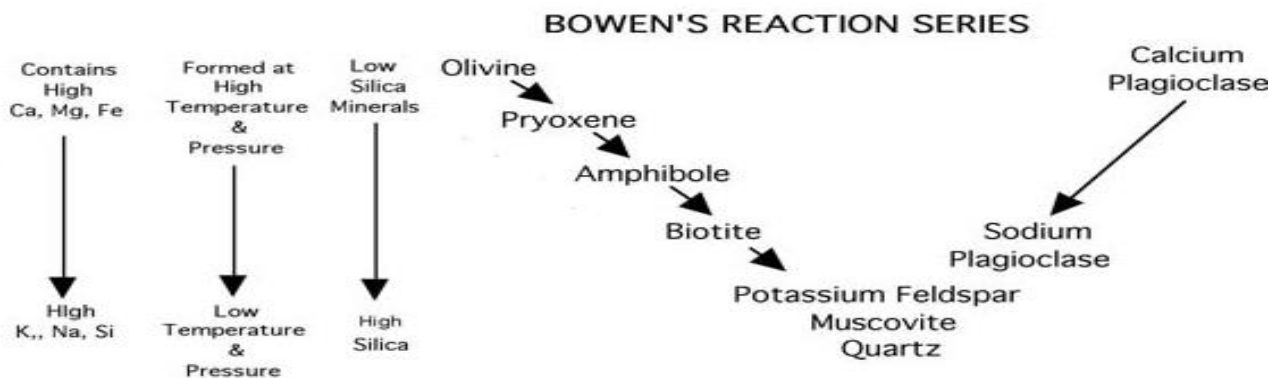 BOWEN'S REACTION SERIES
Contains
High
Ca, Mg, Fe
Formed at
High
Temperature
&
Pressure
Low
Silica
Minerals
Olivine
Pryoxene
Amphibole
Biotite
Calcium
Plagioclase
Sodium
Plagioclase
Potassium Feldspar
Muscovite
Quartz
HIgh
K,, Na, Si
Low
Temperature
&
Pressure
High
Silica